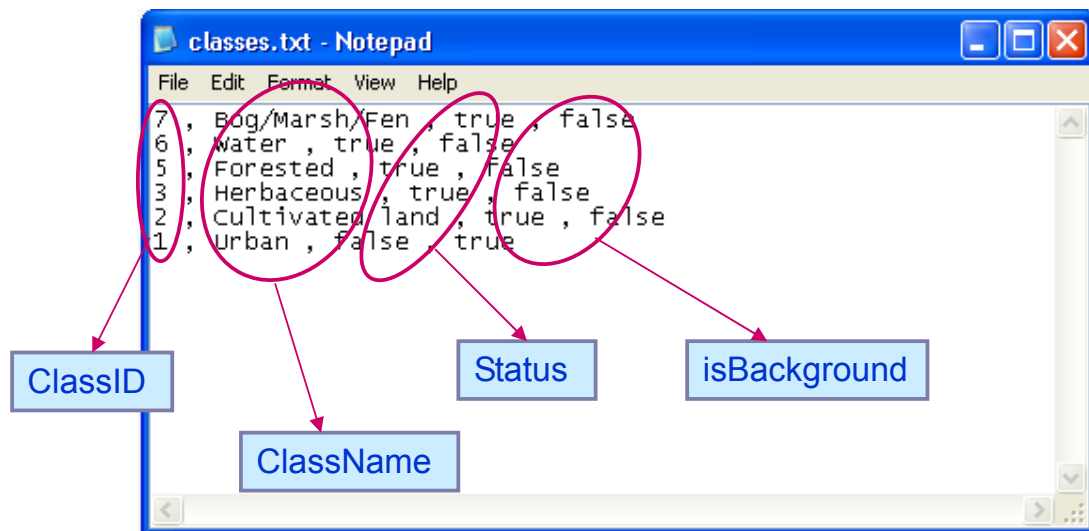 classes.txt - Notepad
File Edit Format View Help
7 , Bog/Marsh/Fen , true , false
6 , Water , true , false
5 , Forested , true , false
3 , Herbaceous , true , false
2 , Cultivated land , true , false
1 , Urban , false , true
ClassID
Status
isBackground
ClassName